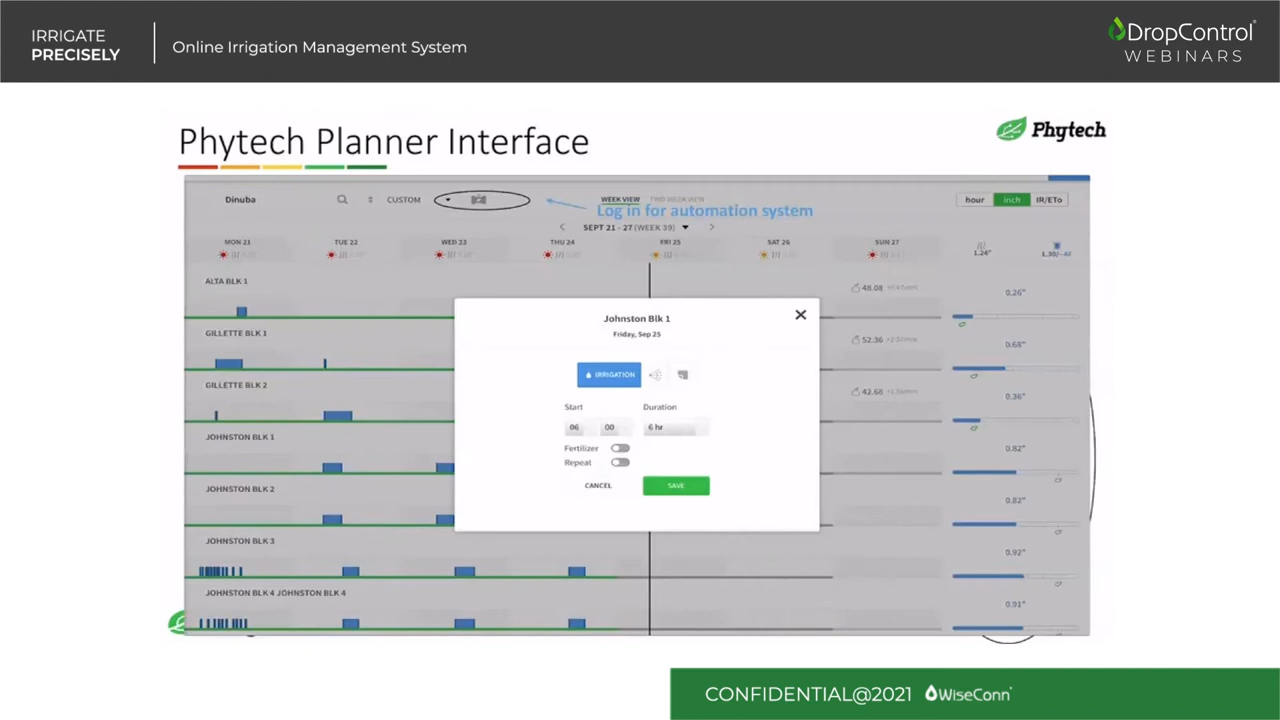 IRRIGATE
PRECISELY
Online Irrigation Management System
DropControl®
WEBINARS
Phytech Planner Interface
Phytech
Dinuba
CUSTOM
WEEK VIEW
TWO WEEK VIEW
hour
inch
IR/ETo
Log in for automation system
SEPT 21 - 27 (WEEK 39)
MON 21
TUE 22
WED 23
THU 24
FRI 25
SAT 26
SUN 27
1.24"
ALTA BLK 1
48.08
0.26"
GILLETTE BLK 1
52.36
0.68"
GILLETTE BLK 2
42.68
0.36"
JOHNSTON BLK 1
0.82"
JOHNSTON BLK 2
0.82"
JOHNSTON BLK 3
0.92"
JOHNSTON BLK 4 JOHNSTON BLK 4
0.91"
Johnston Blk 1
Friday, Sep 25
IRRIGATION
Start
Duration
06
00
6 hr
Fertilizer
Repeat
CANCEL
SAVE
CONFIDENTIAL@2021
WiseConn®